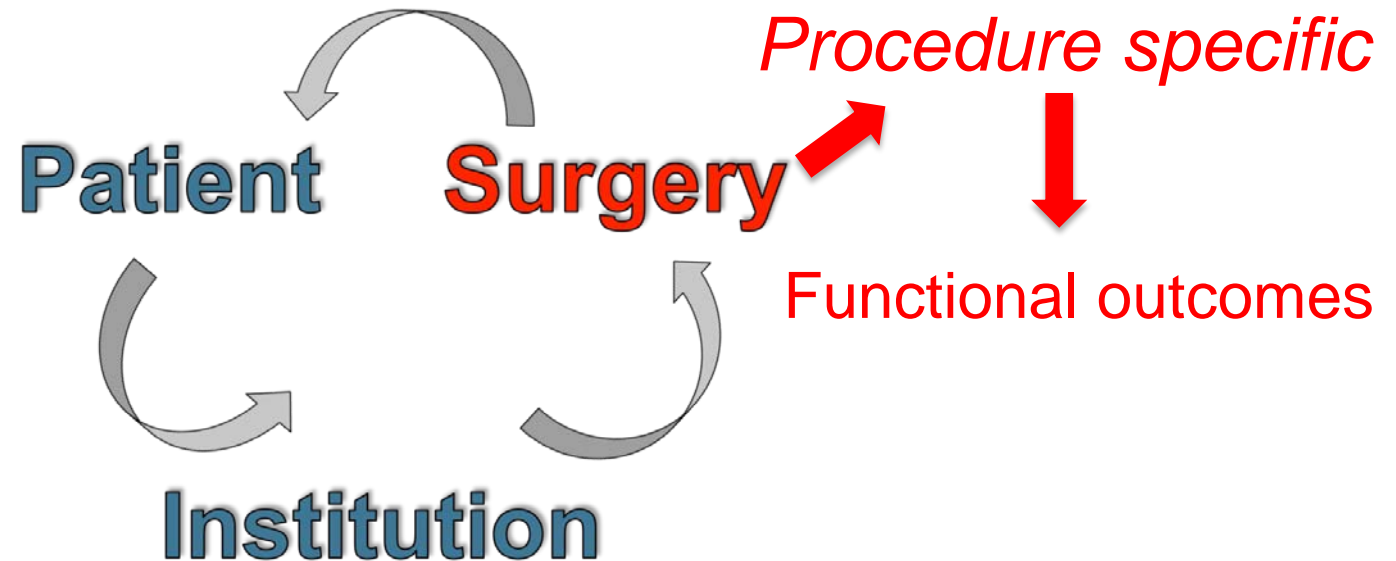 Procedure specific
Patient
Surgery
Functional outcomes
Institution